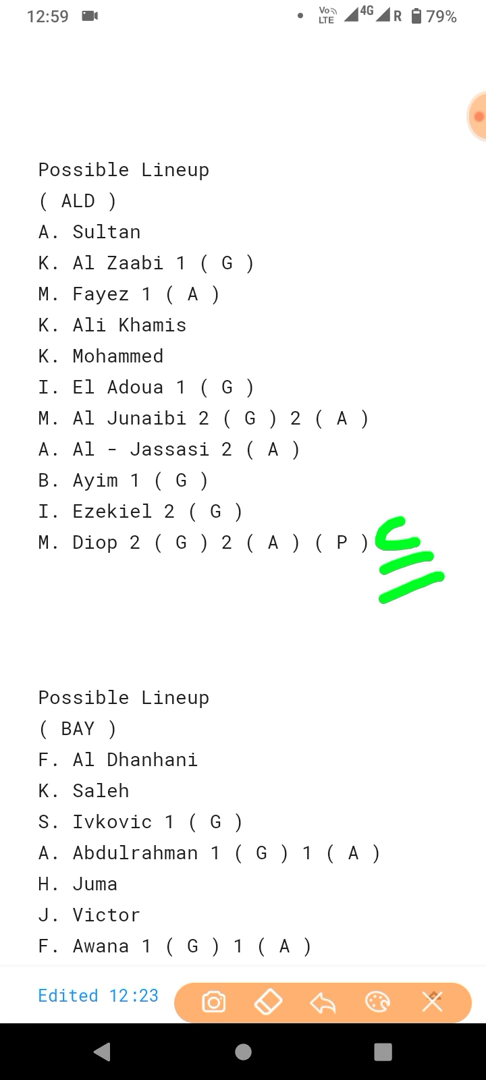 12:59
Vo LTE 4G R 79%
Possible Lineup
( ALD )
A. Sultan
K. Al Zaabi 1 ( G )
M. Fayez 1 ( A )
K. Ali Khamis
K. Mohammed
I. El Adoua 1 ( G )
M. Al Junaibi 2 ( G ) 2 ( A )
A. Al - Jassasi 2 ( A )
B. Ayim 1 ( G )
I. Ezekiel 2 ( G )
M. Diop 2 ( G ) 2 ( A ) ( P )
Possible Lineup
( BAY )
F. Al Dhanhani
K. Saleh
S. Ivkovic 1 ( G )
A. Abdulrahman 1 ( G ) 1 ( A )
H. Juma
J. Victor
F. Awana 1 ( G ) 1 ( A )
Edited 12:23